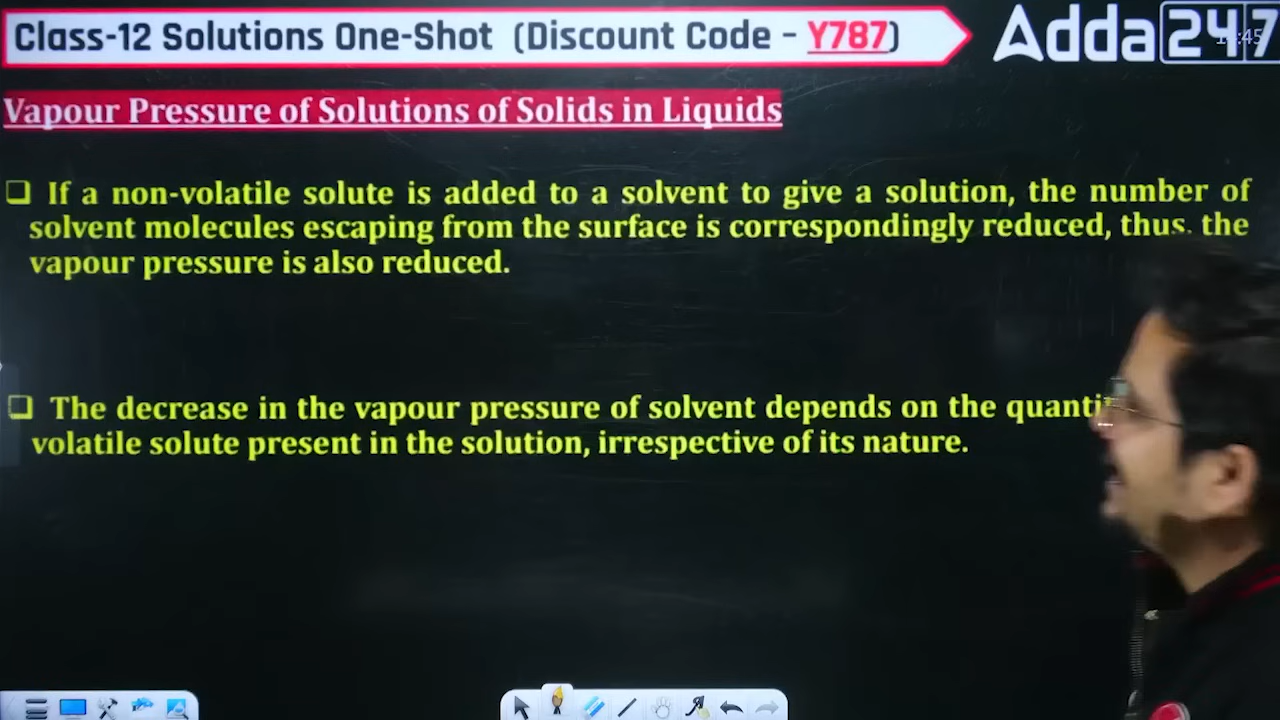 Class-12 Solutions One-Shot (Discount Code - Y787)
Adda 247
Vapour Pressure of Solutions of Solids in Liquids
❑ If a non-volatile solute is added to a solvent to give a solution, the number of
solvent molecules escaping from the surface is correspondingly reduced, thus, the
vapour pressure is also reduced.
❑ The decrease in the vapour pressure of solvent depends on the
volatile solute present in the solution, irrespective of its nature.